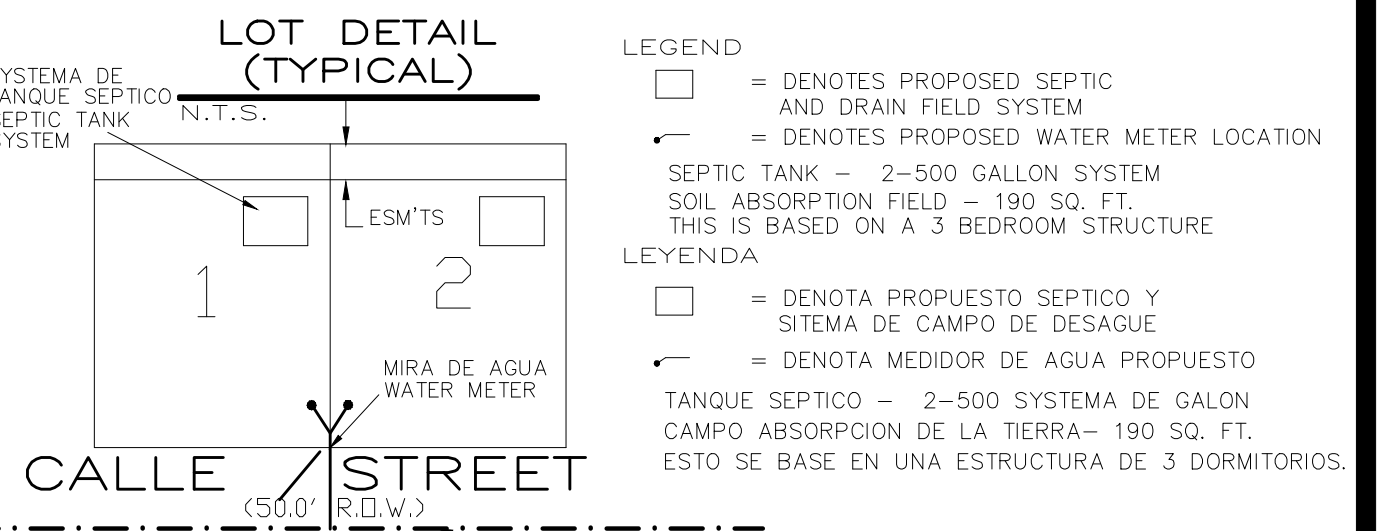 LOT DETAIL
(TYPICAL)
N.T.S.
YSTEMA DE
ANQUE SEPTICO
SEPTIC TANK
SYSTEM
ESM'TS
1
2
MIRA DE AGUA
WATER METER
CALLE / STREET
(50.0' R.O.W.)
LEGEND
= DENOTES PROPOSED SEPTIC
AND DRAIN FIELD SYSTEM
= DENOTES PROPOSED WATER METER LOCATION
SEPTIC TANK – 2–500 GALLON SYSTEM
SOIL ABSORPTION FIELD – 190 SQ. FT.
THIS IS BASED ON A 3 BEDROOM STRUCTURE
LEYENDA
= DENOTA PROPUESTO SEPTICO Y
SITEMA DE CAMPO DE DESAGUE
= DENOTA MEDIDOR DE AGUA PROPUESTO
TANQUE SEPTICO – 2–500 SYSTEMA DE GALON
CAMPO ABSORPCION DE LA TIERRA– 190 SQ. FT.
ESTO SE BASE EN UNA ESTRUCTURA DE 3 DORMITORIOS.